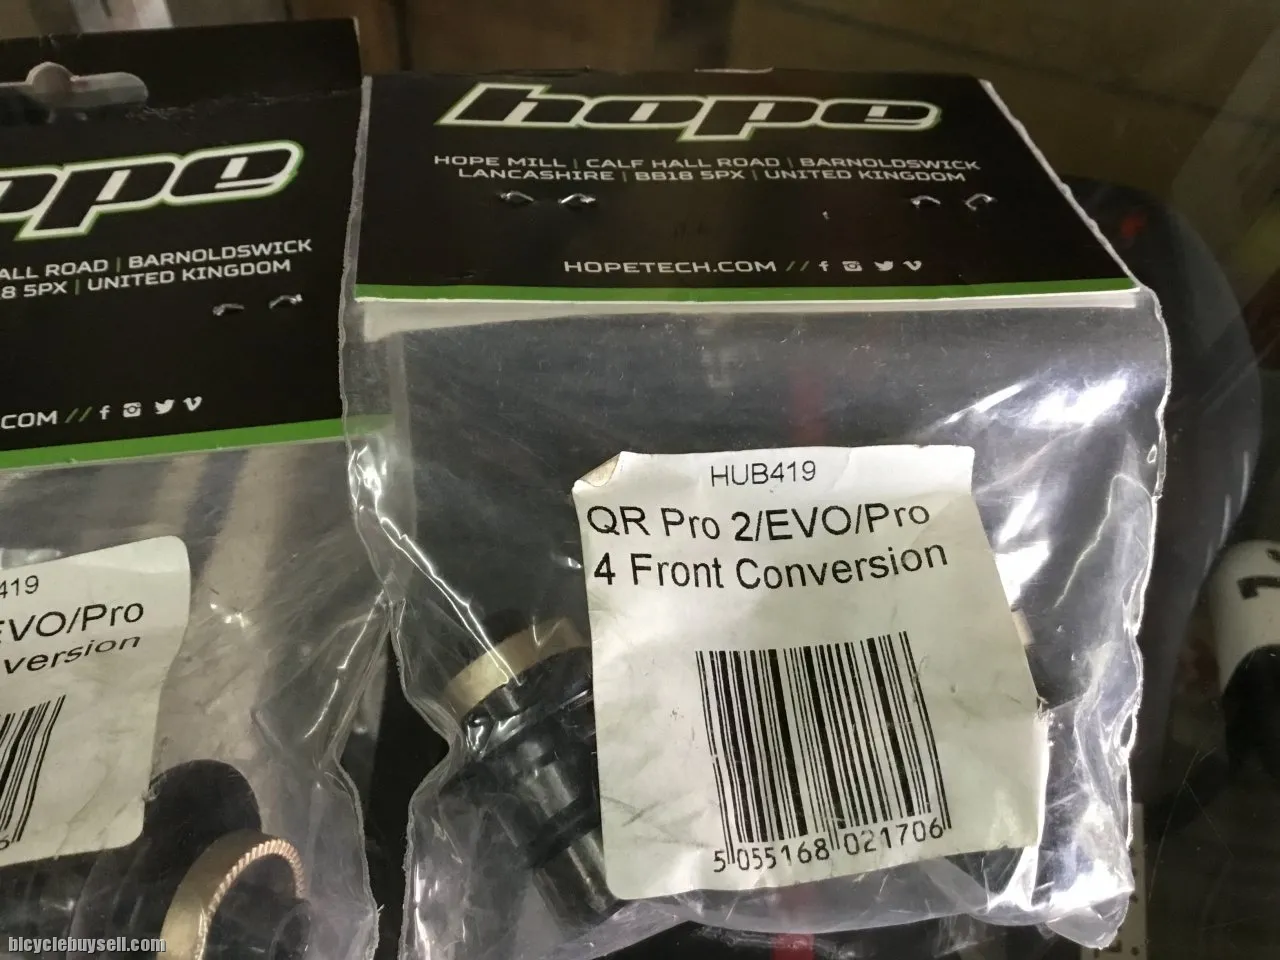 hope
HOPE MILL | CALF HALL ROAD | BARNOLDSWICK
LANCASHIRE | BB18 5PX | UNITED KINGDOM
HOPETECH.COM //
HUB419
QR Pro 2/EVO/Pro
4 Front Conversion
5 055168 021706
ope
ALL ROAD | BARNOLDSWICK
8 5PX | UNITED KINGDOM
.COM //
419
EVO/Pro
version
bicyclebuysell.com